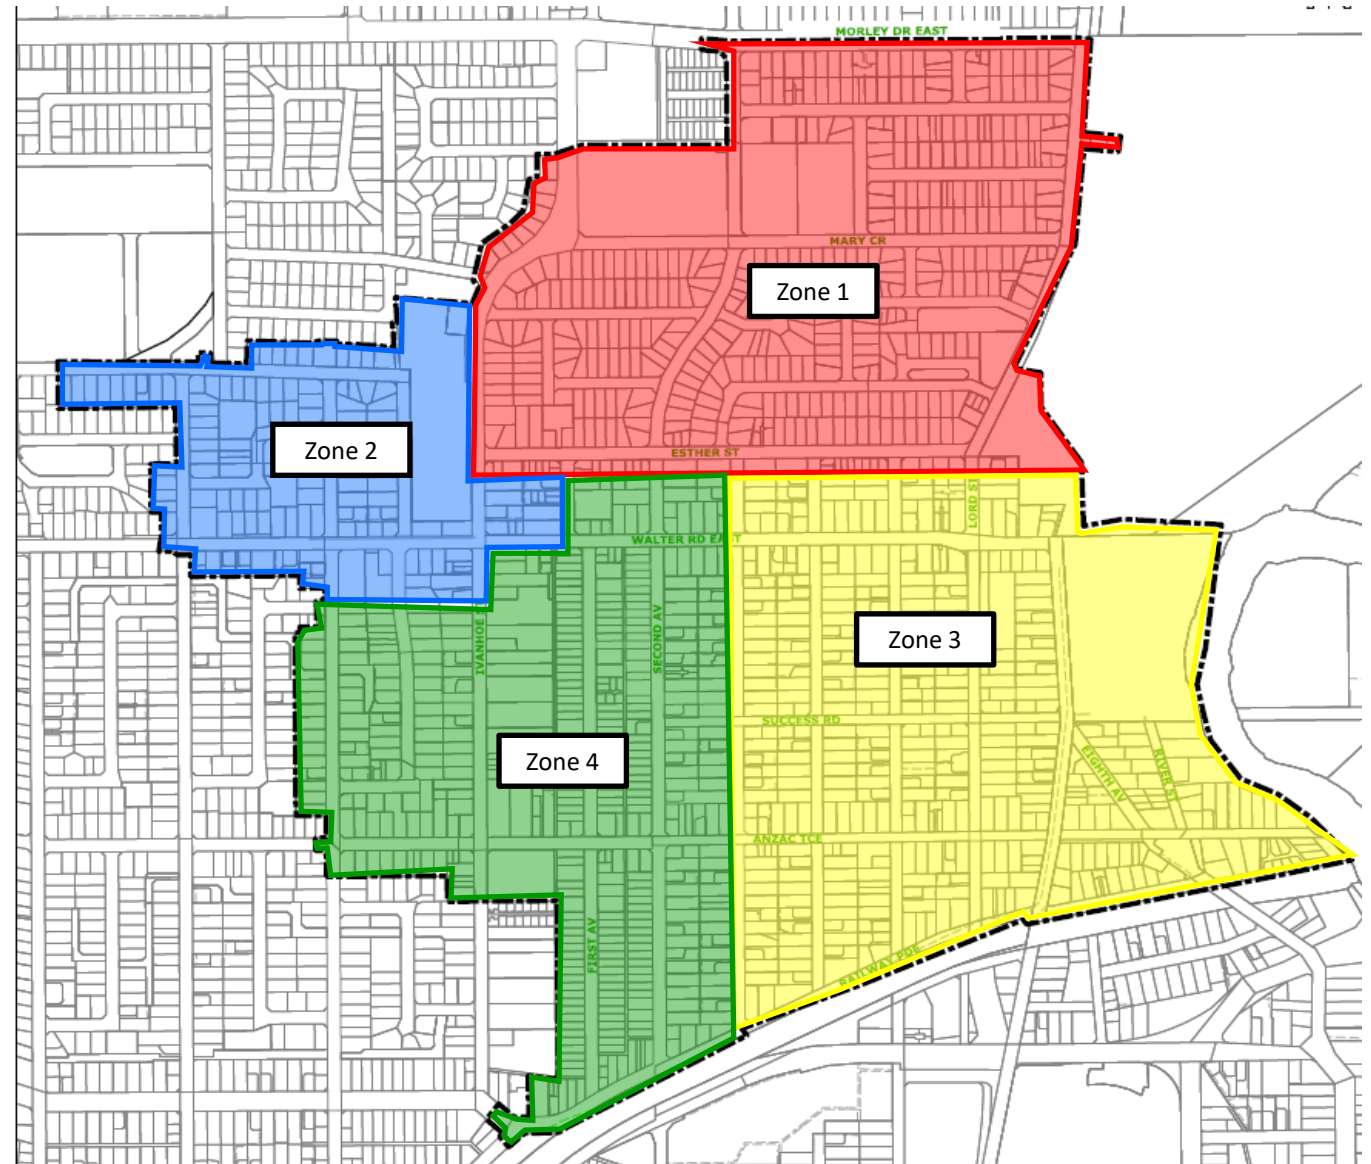 MORLEY DR EAST
MARY CR
Zone 1
Zone 2
ESTHER ST
LORD ST
WALTER RD EAST
IVANHOE
SECOND AV
Zone 3
SUCCESS RD
Zone 4
EIGHTH AV
RIVER ST
ANZAC TCE
FIRST AV
RAILWAY PDE